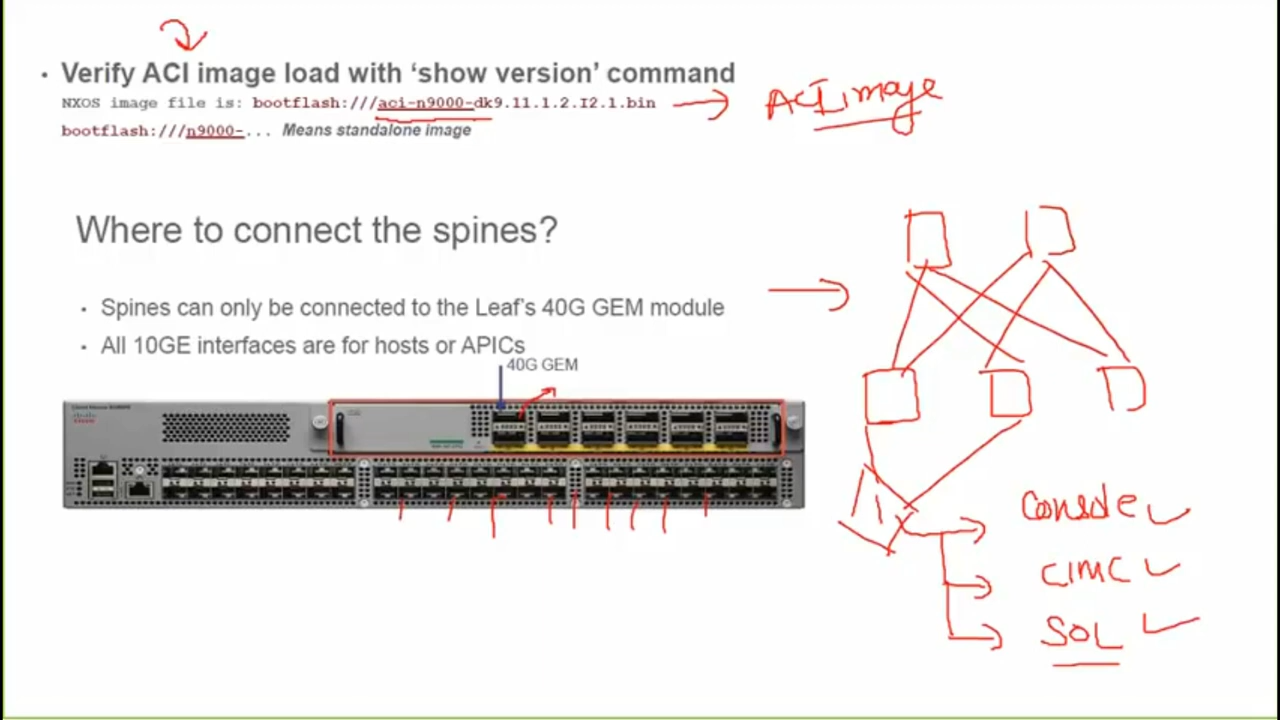 • Verify ACI image load with ‘show version’ command
NXOS image file is: bootflash:///aci-n9000-dk9.11.1.2.I2.1.bin
ACI image
bootflash:///n9000-... Means standalone image
Where to connect the spines?
• Spines can only be connected to the Leaf's 40G GEM module
• All 10GE interfaces are for hosts or APICs
40G GEM
Console
CIMC
SOL